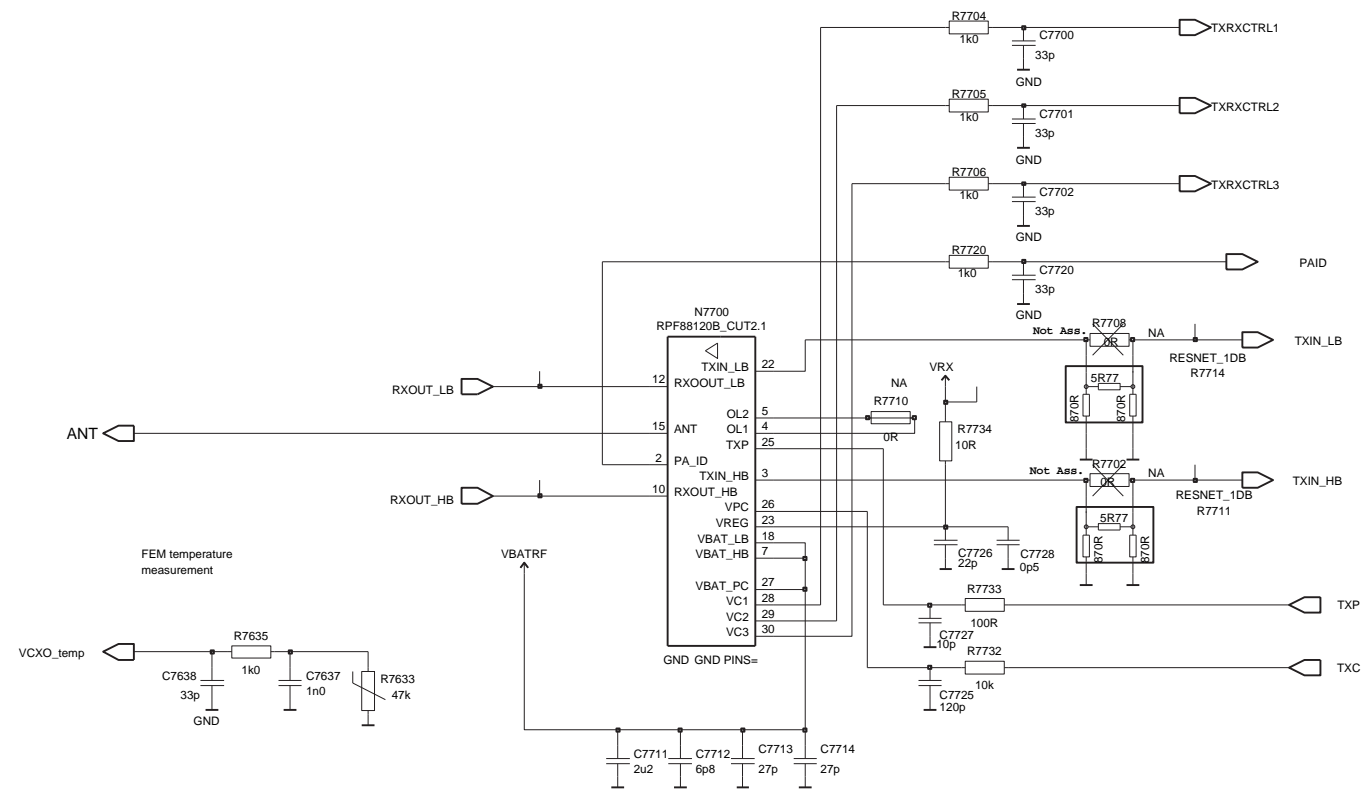 R7704
1k0
C7700
33p
GND
TXRXCTRL1
R7705
1k0
C7701
33p
GND
TXRXCTRL2
R7706
1k0
C7702
33p
GND
TXRXCTRL3
R7720
1k0
C7720
33p
GND
PAID
N7700
RPF88120B_CUT2.1
TXIN_LB
22
12
RXOOUT_LB
RXOUT_LB
OL2
5
OL1
4
15
ANT
ANT
TXP
25
2
PA_ID
TXIN_HB
3
10
RXOUT_HB
RXOUT_HB
VPC
26
VREG
23
VBAT_LB
18
VBAT_HB
7
VBAT_PC
27
VC1
28
VC2
29
VC3
30
GND GND PINS=
NA
R7710
0R
VRX
R7734
10R
C7726
22p
C7728
0p5
Not Ass.
R7708
0R
NA
RESNET_1DB
R7714
TXIN_LB
5R77
870R
870R
Not Ass.
R7702
0R
NA
RESNET_1DB
R7711
TXIN_HB
5R77
870R
870R
R7733
100R
TXP
C7727
10p
R7732
10k
TXC
C7725
120p
FEM temperature
measurement
VBATRF
VCXO_temp
R7635
1k0
C7638
33p
GND
C7637
1n0
R7633
47k
C7711
2u2
C7712
6p8
C7713
27p
C7714
27p